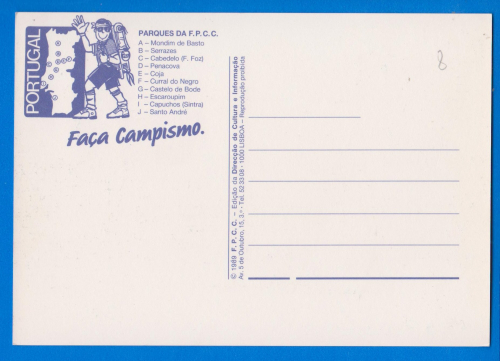 PORTUGAL
PARQUES DA F.P.C.C.
A – Mondim de Basto
B – Serrazes
C – Cabedelo (F. Foz)
D – Penacova
E – Coja
F – Curral do Negro
G – Castelo de Bode
H – Escaroupim
I – Capuchos (Sintra)
J – Santo André
Faça Campismo.
© 1989 F. P. C. C. – Edição da Direcção de Cultura e Informação
Av. 5 de Outubro, 15, 3.º - Tel. 52 33 08 - 1000 LISBOA – Reprodução proibida
8